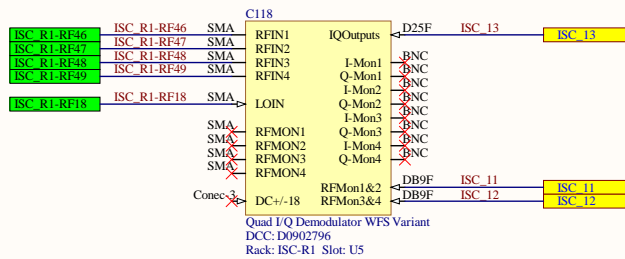 C118
ISC_R1-RF46 ISC_R1-RF46 SMA RFIN1 IQOutputs D25F ISC_13 ISC_13
ISC_R1-RF47 ISC_R1-RF47 SMA RFIN2
ISC_R1-RF48 ISC_R1-RF48 SMA RFIN3 I-Mon1 BNC
ISC_R1-RF49 ISC_R1-RF49 SMA RFIN4 Q-Mon1 BNC
I-Mon2 BNC
ISC_R1-RF18 ISC_R1-RF18 SMA LOIN Q-Mon2 BNC
I-Mon3 BNC
SMA RFMON1 Q-Mon3 BNC
SMA RFMON2 I-Mon4 BNC
SMA RFMON3 Q-Mon4 BNC
SMA RFMON4
RFMon1&2 DB9F ISC_11 ISC_11
Conec-3 DC+/-18 RFMon3&4 DB9F ISC_12 ISC_12
Quad I/Q Demodulator WFS Variant
DCC: D0902796
Rack: ISC-R1 Slot: U5